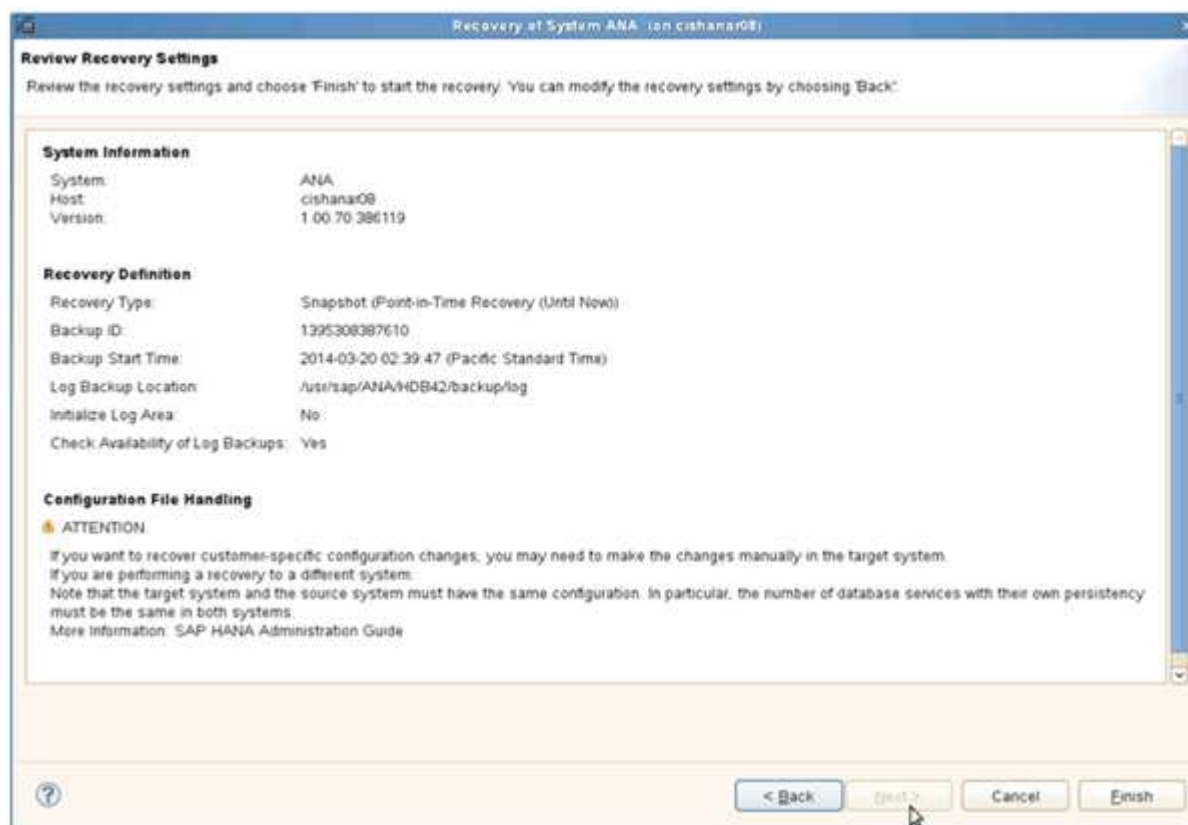 Recovery of System ANA (on cishanar08)
Review Recovery Settings
Review the recovery settings and choose 'Finish' to start the recovery. You can modify the recovery settings by choosing 'Back'.
System Information
System: ANA
Host: cishanar08
Version: 1.00.70.386119
Recovery Definition
Recovery Type: Snapshot (Point-in-Time Recovery (Until Now))
Backup ID: 1395308387610
Backup Start Time: 2014-03-20 02:39:47 (Pacific Standard Time)
Log Backup Location: /usr/sap/ANA/HDB42/backup/log
Initialize Log Area: No
Check Availability of Log Backups: Yes
Configuration File Handling
ATTENTION
If you want to recover customer-specific configuration changes, you may need to make the changes manually in the target system.
If you are performing a recovery to a different system:
Note that the target system and the source system must have the same configuration. In particular, the number of database services with their own persistency
must be the same in both systems.
More Information: SAP HANA Administration Guide
? < Back Next > Cancel Finish